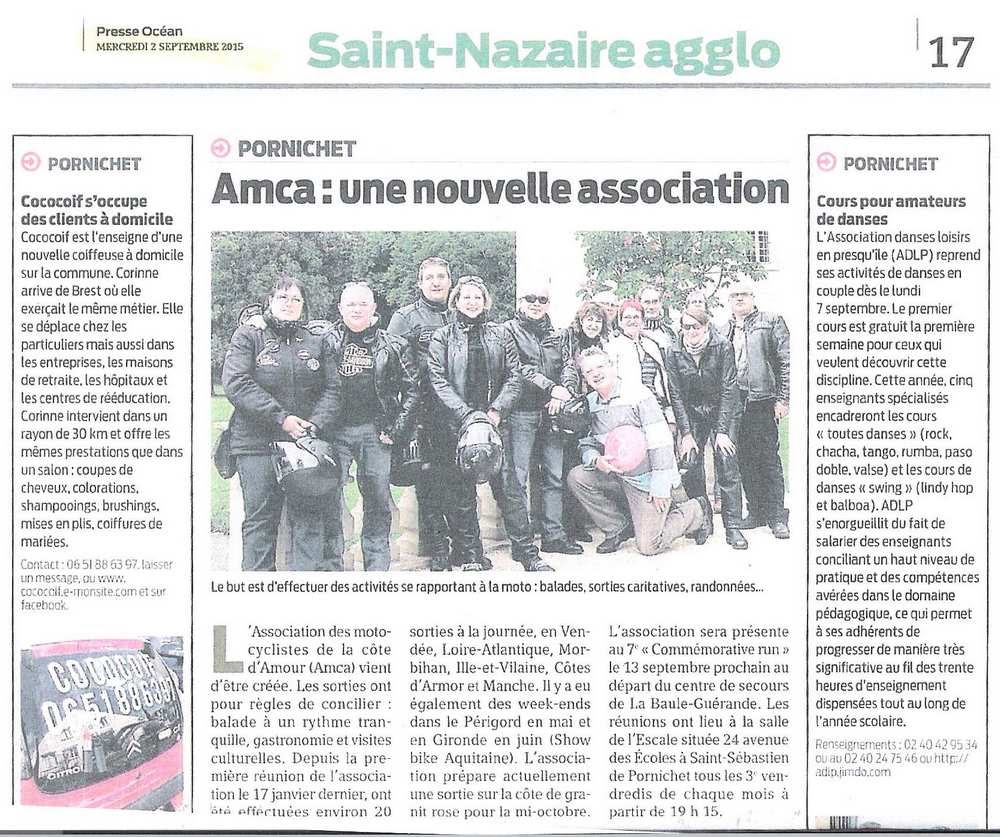 Presse Océan
MERCREDI 2 SEPTEMBRE 2015
Saint-Nazaire agglo
17
PORNICHET
Cococoif s'occupe
des clients à domicile
Cococoif est l'enseigne d'une
nouvelle coiffeuse à domicile
sur la commune. Corinne
arrive de Brest où elle
exerçait le même métier. Elle
se déplace chez les
particuliers mais aussi dans
les entreprises, les maisons
de retraite, les hôpitaux et
les centres de rééducation.
Corinne intervient dans un
rayon de 30 km et offre les
mêmes prestations que dans
un salon : coupes de
cheveux, colorations,
shampooings, brushings,
mises en plis, coiffures de
mariées.
Contact : 06 51 88 63 97, laisser
un message, ou www.
cococoif.e-monsite.com et sur
facebook.
COCOCOIF
PORNICHET
Amca : une nouvelle association
Le but est d'effectuer des activités se rapportant à la moto : balades, sorties caritatives, randonnées...
L'Association des moto-
cyclistes de la côte
d'Amour (Amca) vient
d'être créée. Les sorties ont
pour règles de concilier :
balade à un rythme tran-
quille, gastronomie et visites
culturelles. Depuis la pre-
mière réunion de l'associa-
tion le 17 janvier dernier, ont
été effectuées environ 20
sorties à la journée, en Ven-
dée, Loire-Atlantique, Mor-
bihan, Ille-et-Vilaine, Côtes
d'Armor et Manche. Il y a eu
également des week-ends
dans le Périgord en mai et
en Gironde en juin (Show
bike Aquitaine). L'associa-
tion prépare actuellement
une sortie sur la côte de gra-
nit rose pour la mi-octobre.
L'association sera présente
au 7e « Commémorative run »
le 13 septembre prochain au
départ du centre de secours
de La Baule-Guérande. Les
réunions ont lieu à la salle
de l'Escale située 24 avenue
des Écoles à Saint-Sébastien
de Pornichet tous les 3e ven-
dredis de chaque mois à
partir de 19 h 15.
PORNICHET
Cours pour amateurs
de danses
L'Association danses loisirs
en presqu'île (ADLP) reprend
ses activités de danses en
couple dès le lundi
7 septembre. Le premier
cours est gratuit la première
semaine pour ceux qui
veulent découvrir cette
discipline. Cette année, cinq
enseignants spécialisés
encadreront les cours
« toutes danses » (rock,
chacha, tango, rumba, paso
doble, valse) et les cours de
danses « swing » (lindy hop
et balboa). ADLP
s'enorgueillit du fait de
salarier des enseignants
conciliant un haut niveau de
pratique et des compétences
avérées dans le domaine
pédagogique, ce qui permet
à ses adhérents de
progresser de manière très
significative au fil des trente
heures d'enseignement
dispensées tout au long de
l'année scolaire.
Renseignements : 02 40 42 95 34
ou au 02 40 24 75 46 ou http://
adlp.jimdo.com